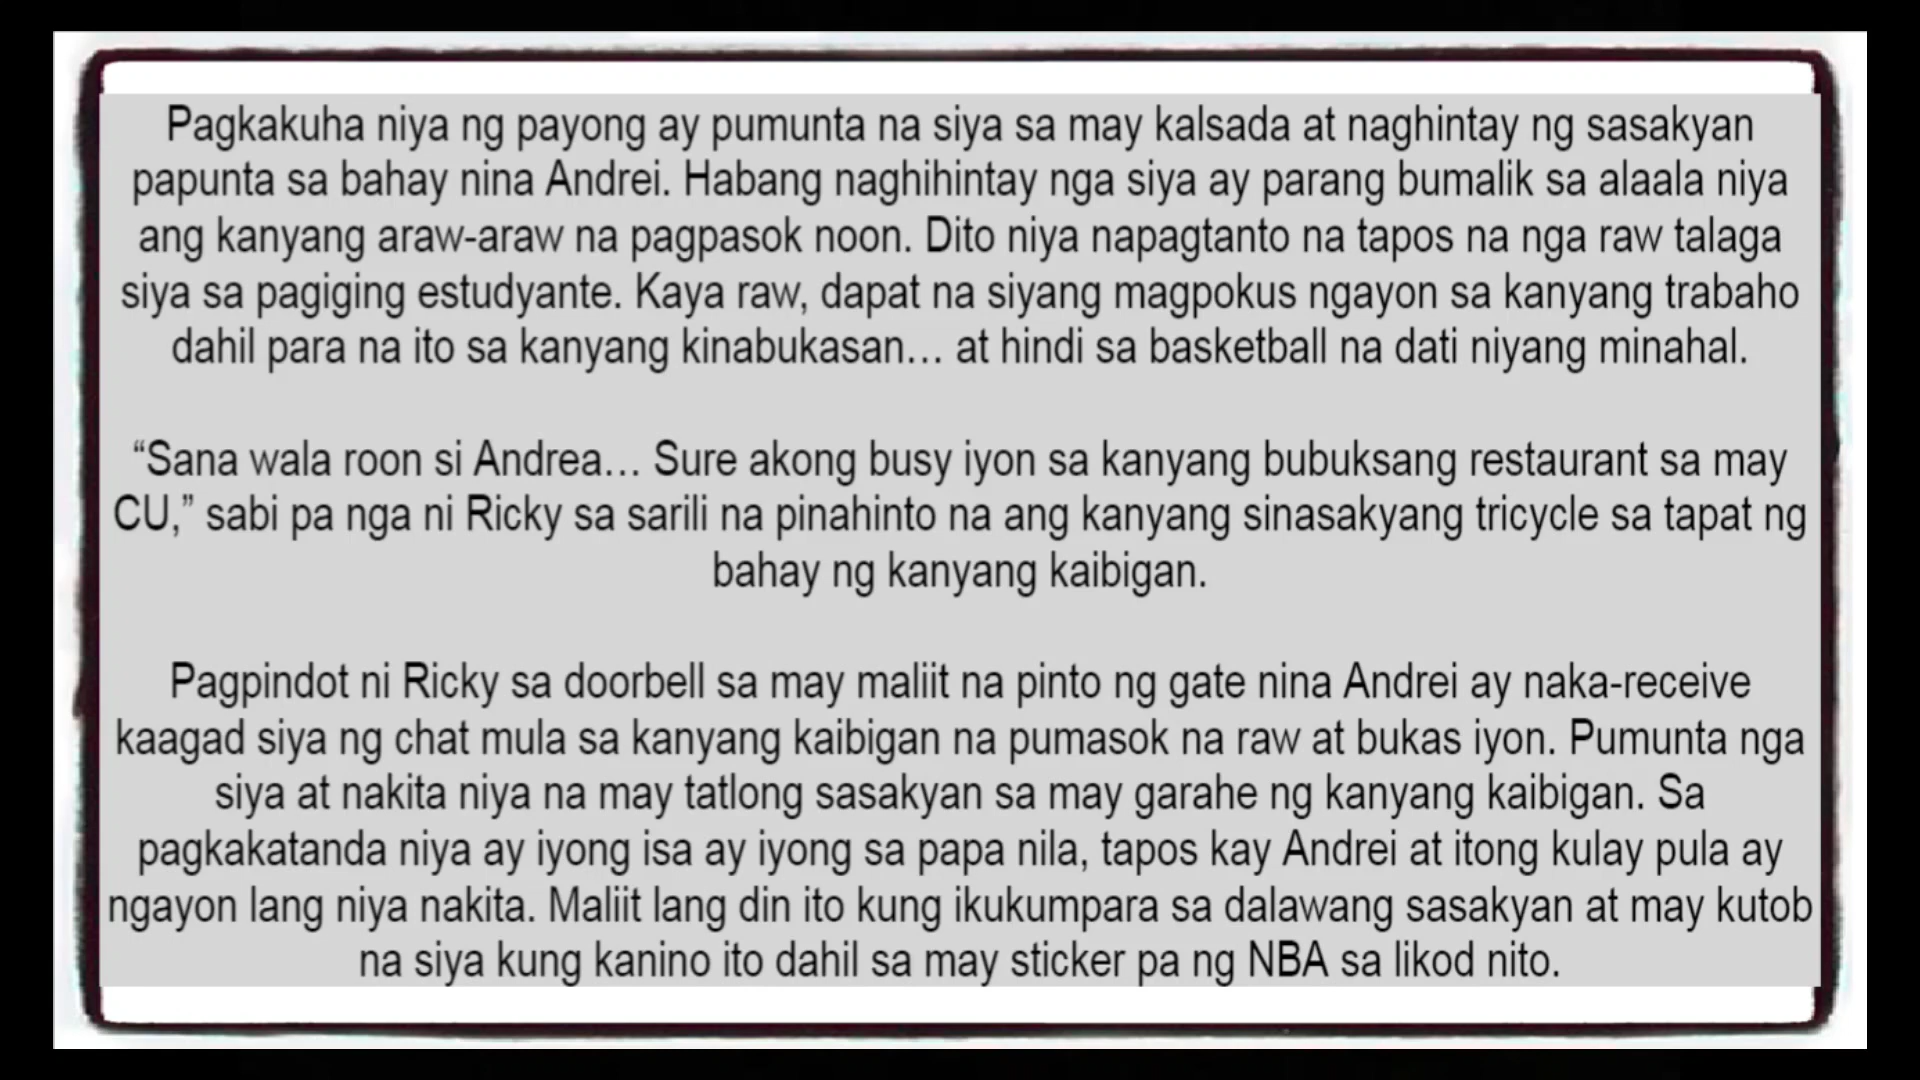 Pagkakuha niya ng payong ay pumunta na siya sa may kalsada at naghintay ng sasakyan
papunta sa bahay nina Andrei. Habang naghihintay nga siya ay parang bumalik sa alaala niya
ang kanyang araw-araw na pagpasok noon. Dito niya napagtanto na tapos na nga raw talaga
siya sa pagiging estudyante. Kaya raw, dapat na siyang magpokus ngayon sa kanyang trabaho
dahil para na ito sa kanyang kinabukasan… at hindi sa basketball na dati niyang minahal.
“Sana wala roon si Andrea… Sure akong busy iyon sa kanyang bubuksang restaurant sa may
CU,” sabi pa nga ni Ricky sa sarili na pinahinto na ang kanyang sinasakyang tricycle sa tapat ng
bahay ng kanyang kaibigan.
Pagpindot ni Ricky sa doorbell sa may maliit na pinto ng gate nina Andrei ay naka-receive
kaagad siya ng chat mula sa kanyang kaibigan na pumasok na raw at bukas iyon. Pumunta nga
siya at nakita niya na may tatlong sasakyan sa may garahe ng kanyang kaibigan. Sa
pagkakatanda niya ay iyong isa ay iyong sa papa nila, tapos kay Andrei at itong kulay pula ay
ngayon lang niya nakita. Maliit lang din ito kung ikukumpara sa dalawang sasakyan at may kutob
na siya kung kanino ito dahil sa may sticker pa ng NBA sa likod nito.